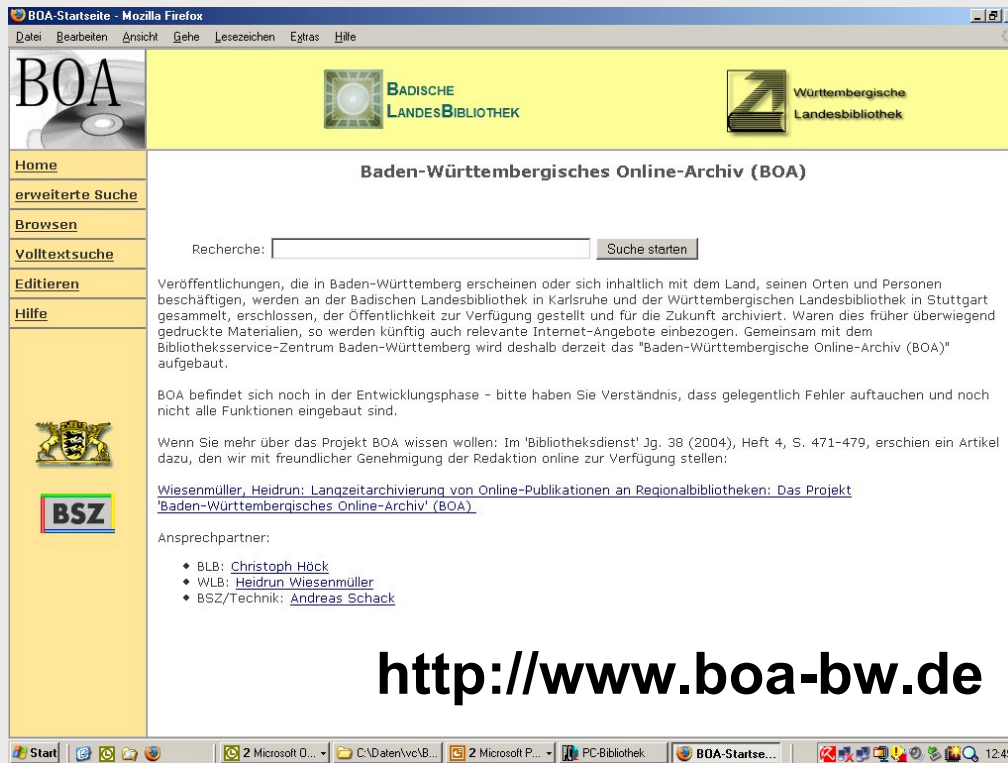 BOA-Startseite - Mozilla Firefox
Datei Bearbeiten Ansicht Gehe Lesezeichen Extras Hilfe
BOA
BADISCHE
LANDESBIBLIOTHEK
Württembergische
Landesbibliothek
Home
erweiterte Suche
Browsen
Volltextsuche
Editieren
Hilfe
BSZ
Baden-Württembergisches Online-Archiv (BOA)
Recherche: Suche starten
Veröffentlichungen, die in Baden-Württemberg erscheinen oder sich inhaltlich mit dem Land, seinen Orten und Personen
beschäftigen, werden an der Badischen Landesbibliothek in Karlsruhe und der Württembergischen Landesbibliothek in Stuttgart
gesammelt, erschlossen, der Öffentlichkeit zur Verfügung gestellt und für die Zukunft archiviert. Waren dies früher überwiegend
gedruckte Materialien, so werden künftig auch relevante Internet-Angebote einbezogen. Gemeinsam mit dem
Bibliotheksservice-Zentrum Baden-Württemberg wird deshalb derzeit das "Baden-Württembergische Online-Archiv (BOA)"
aufgebaut.
BOA befindet sich noch in der Entwicklungsphase - bitte haben Sie Verständnis, dass gelegentlich Fehler auftauchen und noch
nicht alle Funktionen eingebaut sind.
Wenn Sie mehr über das Projekt BOA wissen wollen: Im 'Bibliotheksdienst' Jg. 38 (2004), Heft 4, S. 471-479, erschien ein Artikel
dazu, den wir mit freundlicher Genehmigung der Redaktion online zur Verfügung stellen:
Wiesenmüller, Heidrun: Langzeitarchivierung von Online-Publikationen an Regionalbibliotheken: Das Projekt
'Baden-Württembergisches Online-Archiv' (BOA)
Ansprechpartner:
BLB: Christoph Höck
WLB: Heidrun Wiesenmüller
BSZ/Technik: Andreas Schack
http://www.boa-bw.de
Start 2 Microsoft O... C:\Daten\vc\B... 2 Microsoft P... PC-Bibliothek BOA-Startse...